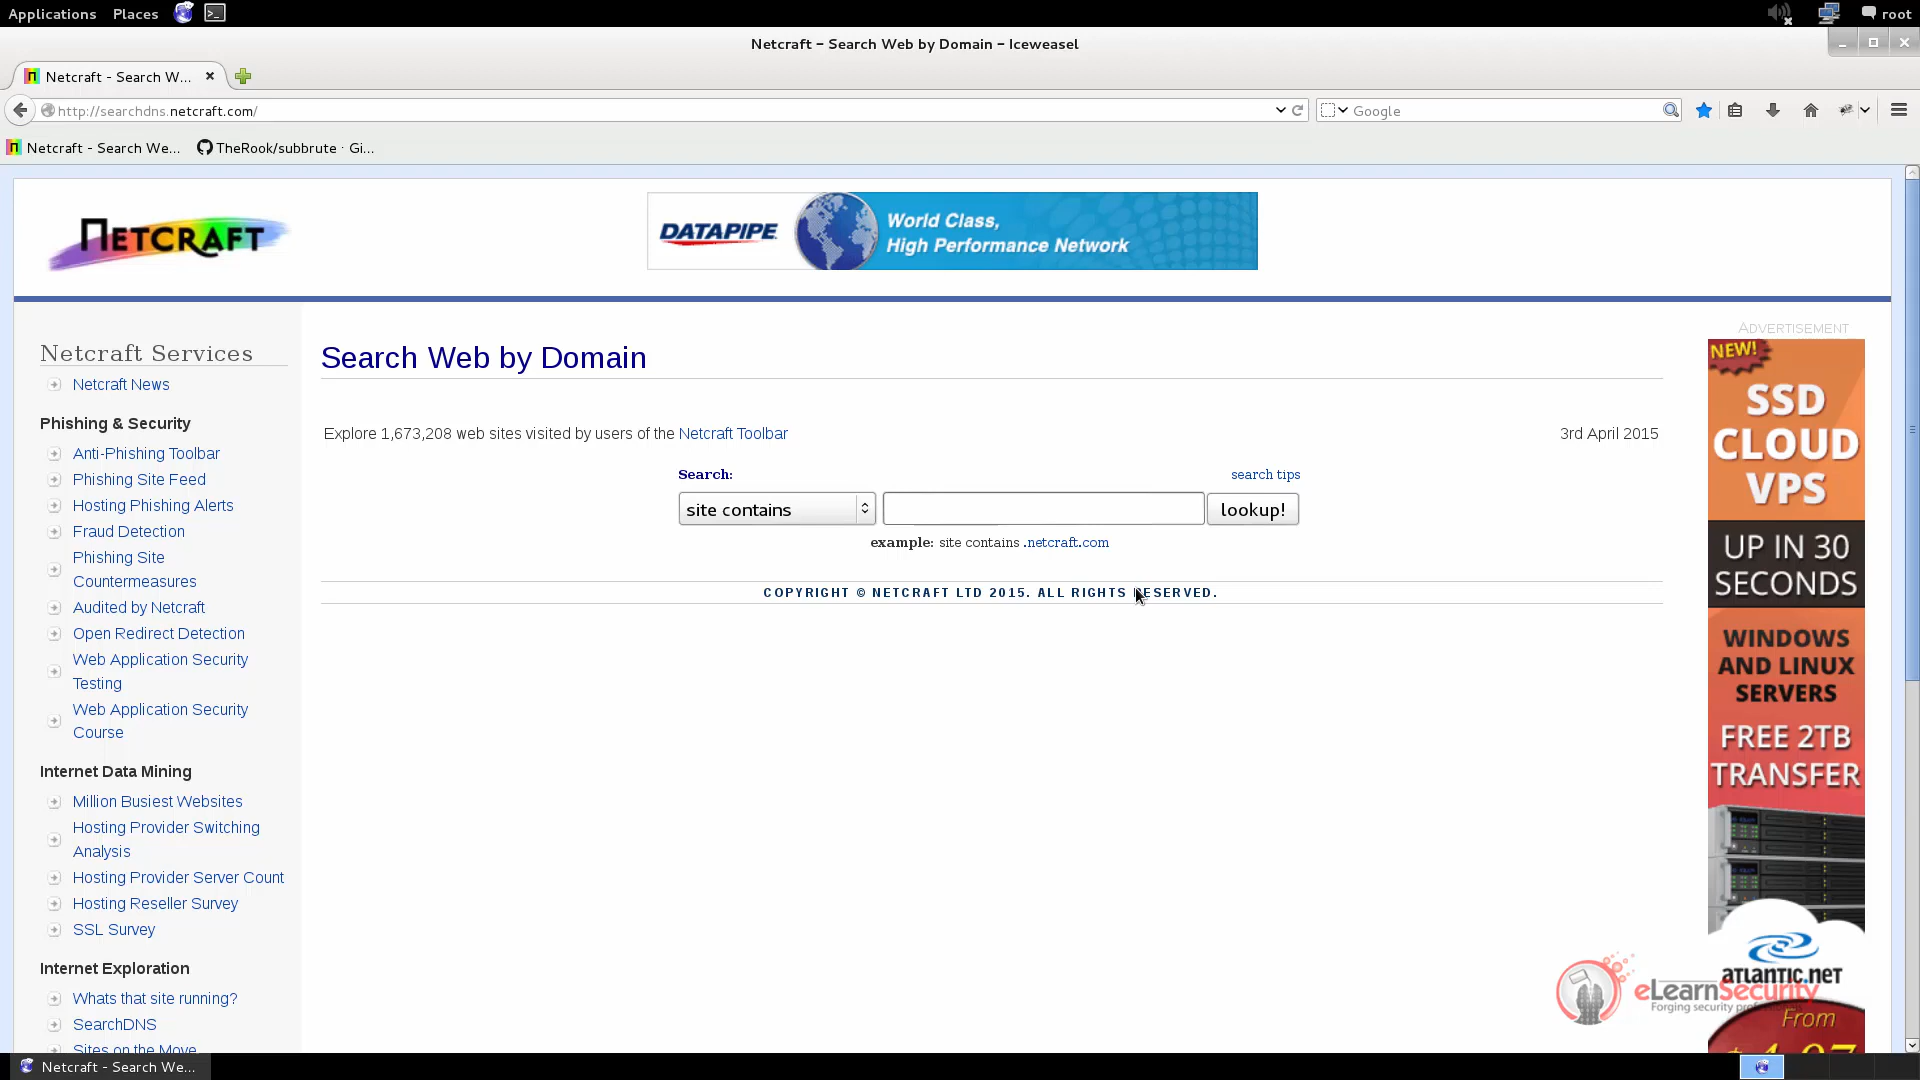 Applications Places root
Netcraft - Search Web by Domain - Iceweasel
Netcraft - Search W...
http://searchdns.netcraft.com/
Google
Netcraft - Search We...
TheRook/subbrute · Gi...
NETCRAFT
DATAPIPE
World Class,
High Performance Network
Netcraft Services
Netcraft News
Phishing & Security
Anti-Phishing Toolbar
Phishing Site Feed
Hosting Phishing Alerts
Fraud Detection
Phishing Site
Countermeasures
Audited by Netcraft
Open Redirect Detection
Web Application Security
Testing
Web Application Security
Course
Internet Data Mining
Million Busiest Websites
Hosting Provider Switching
Analysis
Hosting Provider Server Count
Hosting Reseller Survey
SSL Survey
Internet Exploration
Whats that site running?
SearchDNS
Sites on the Move
Search Web by Domain
Explore 1,673,208 web sites visited by users of the Netcraft Toolbar
3rd April 2015
Search:
search tips
site contains
lookup!
example: site contains .netcraft.com
COPYRIGHT © NETCRAFT LTD 2015. ALL RIGHTS RESERVED.
ADVERTISEMENT
NEW!
SSD
CLOUD
VPS
UP IN 30
SECONDS
WINDOWS
AND LINUX
SERVERS
FREE 2TB
TRANSFER
ATLANTIC.NET
From
eLearnSecurity
Forging security
Netcraft - Search We...